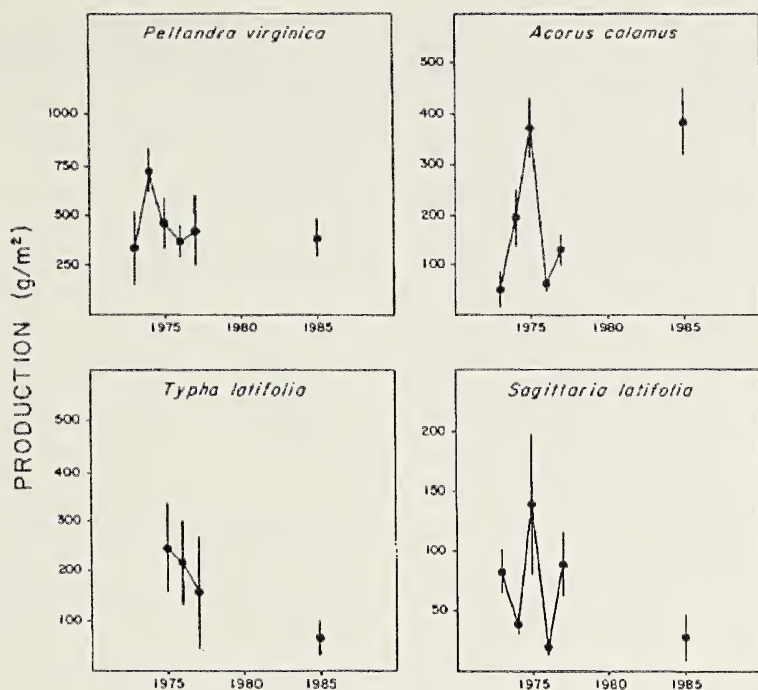 Peltandra virginica
PRODUCTION (g/m²)
1000
750
500
250
1975 1980 1985
Acorus calamus
500
400
300
200
100
1975 1980 1985
Typha latifolia
500
400
300
200
100
1975 1980 1985
Sagittaria latifolia
200
150
100
50
1975 1980 1985